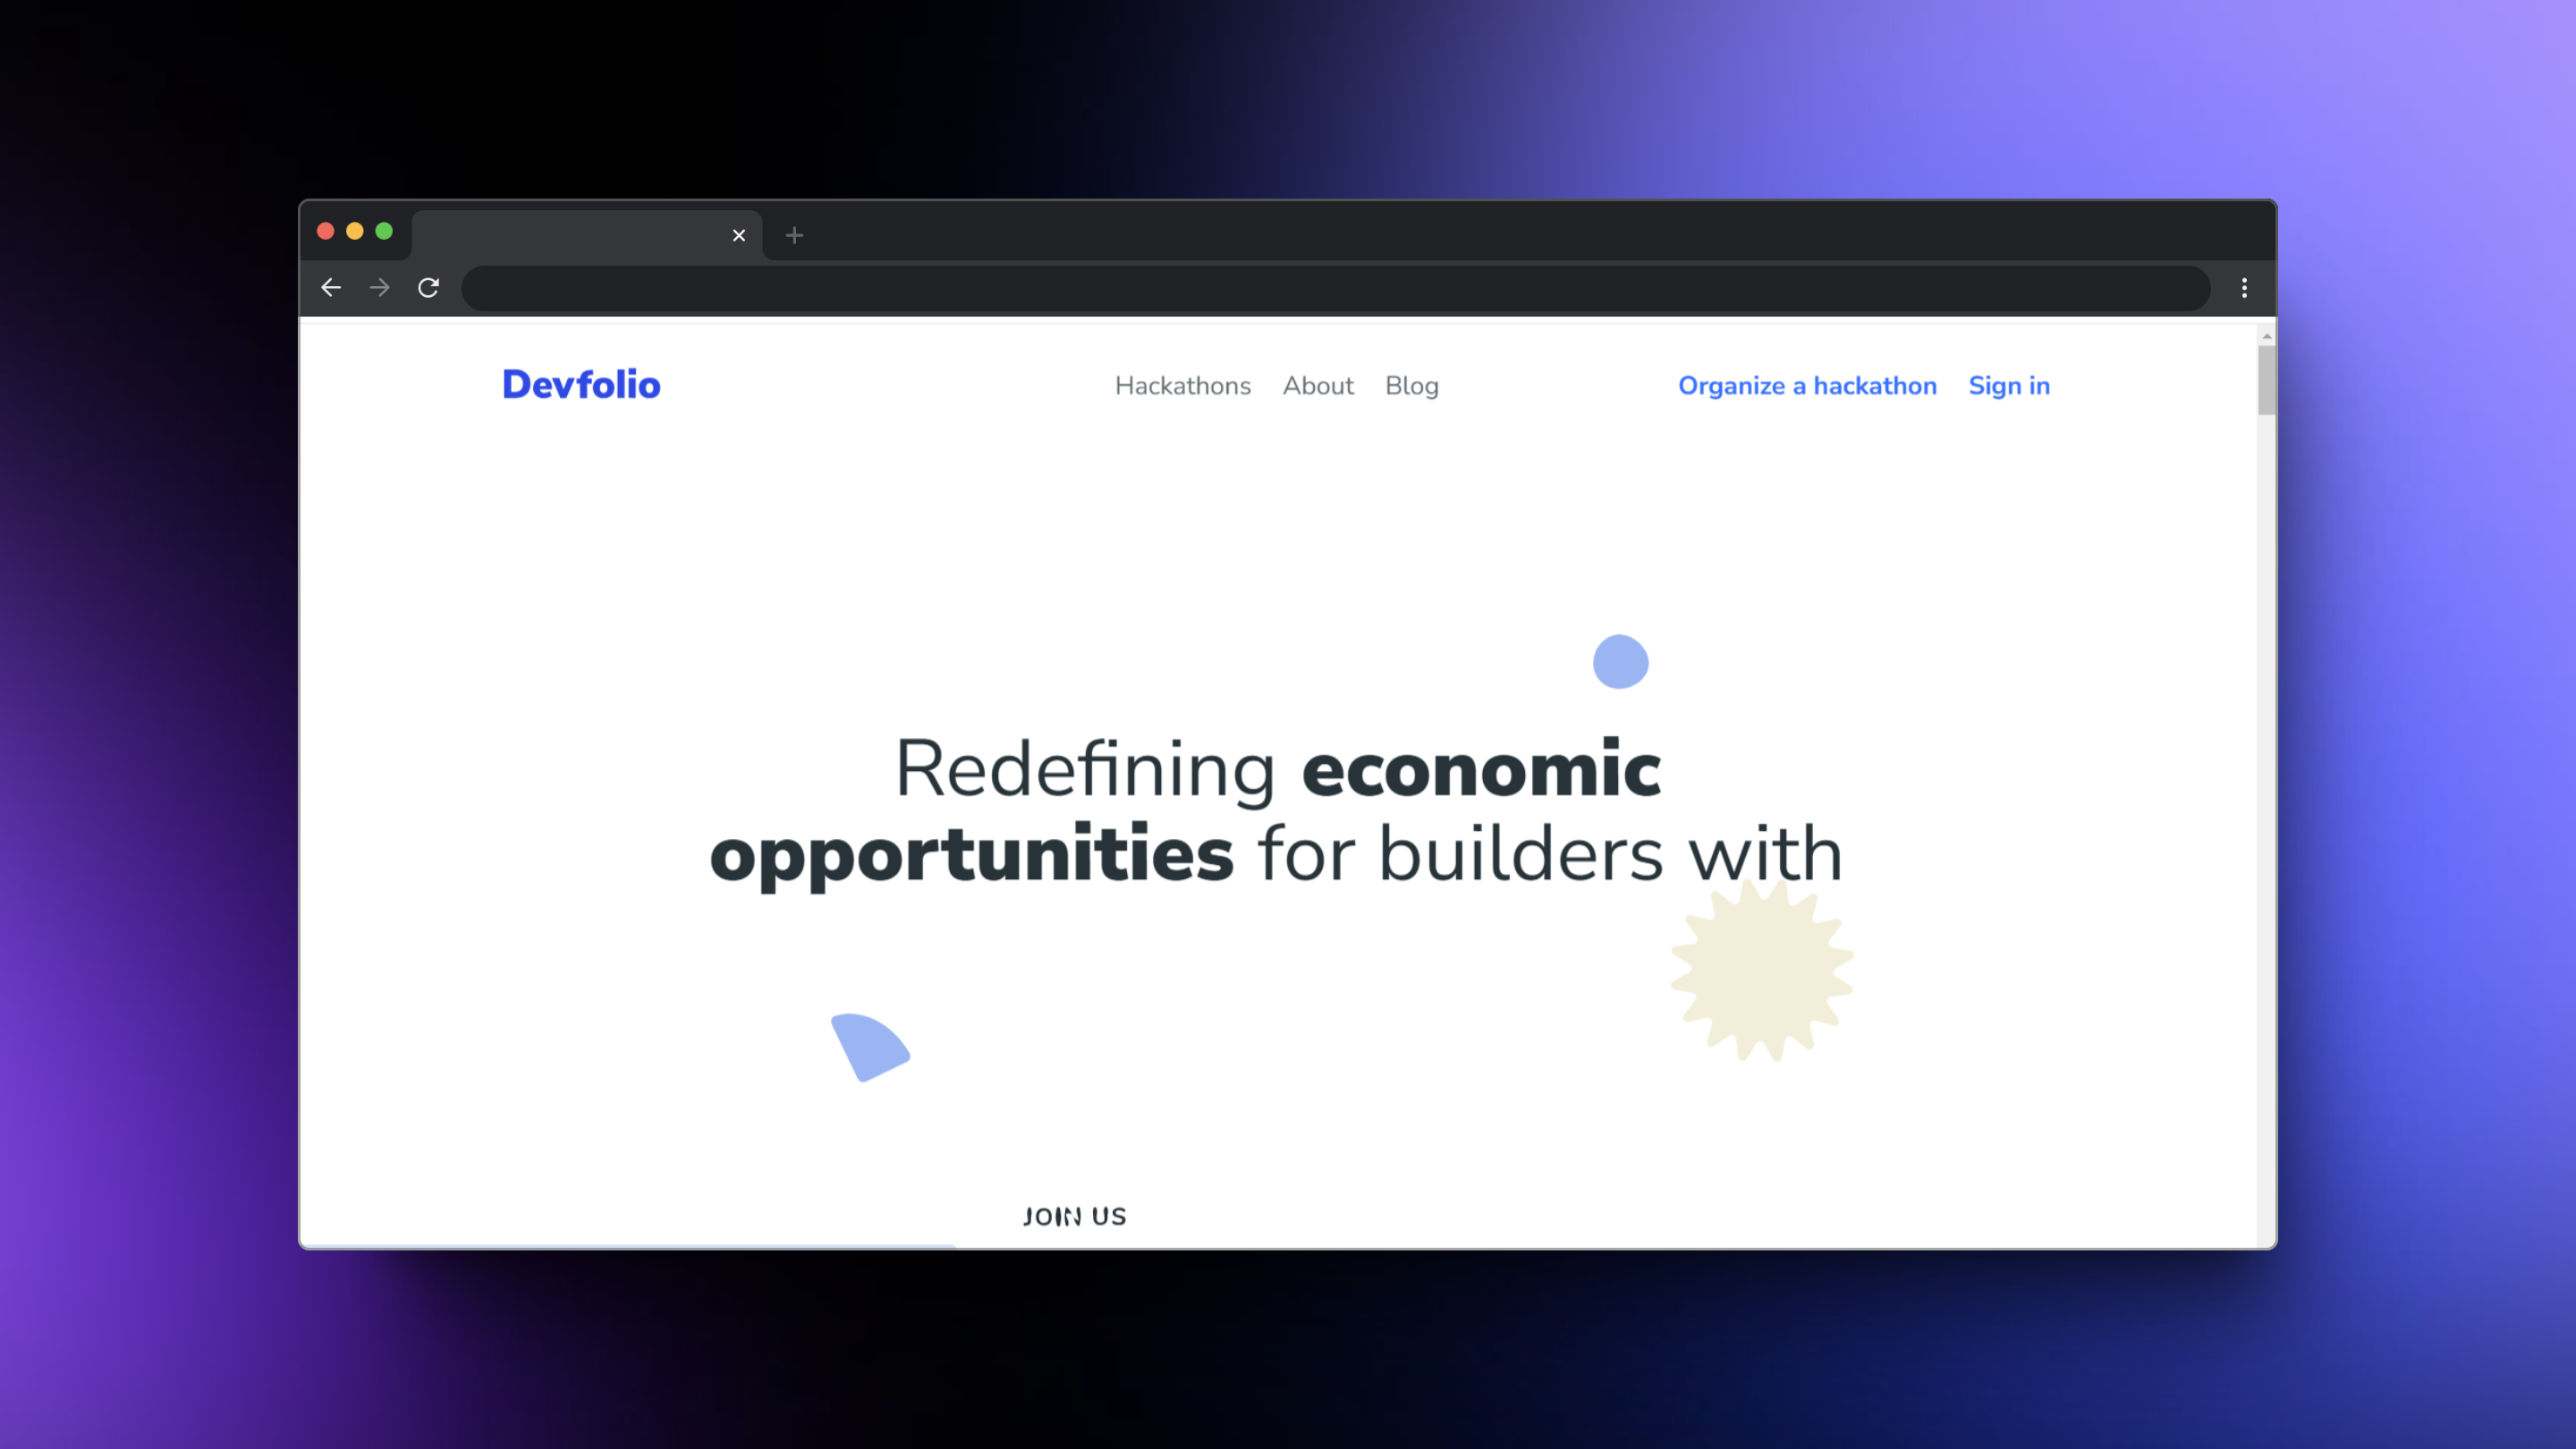 Devfolio
Hackathons About Blog
Organize a hackathon Sign in
Redefining economic
opportunities for builders with
JOIN US